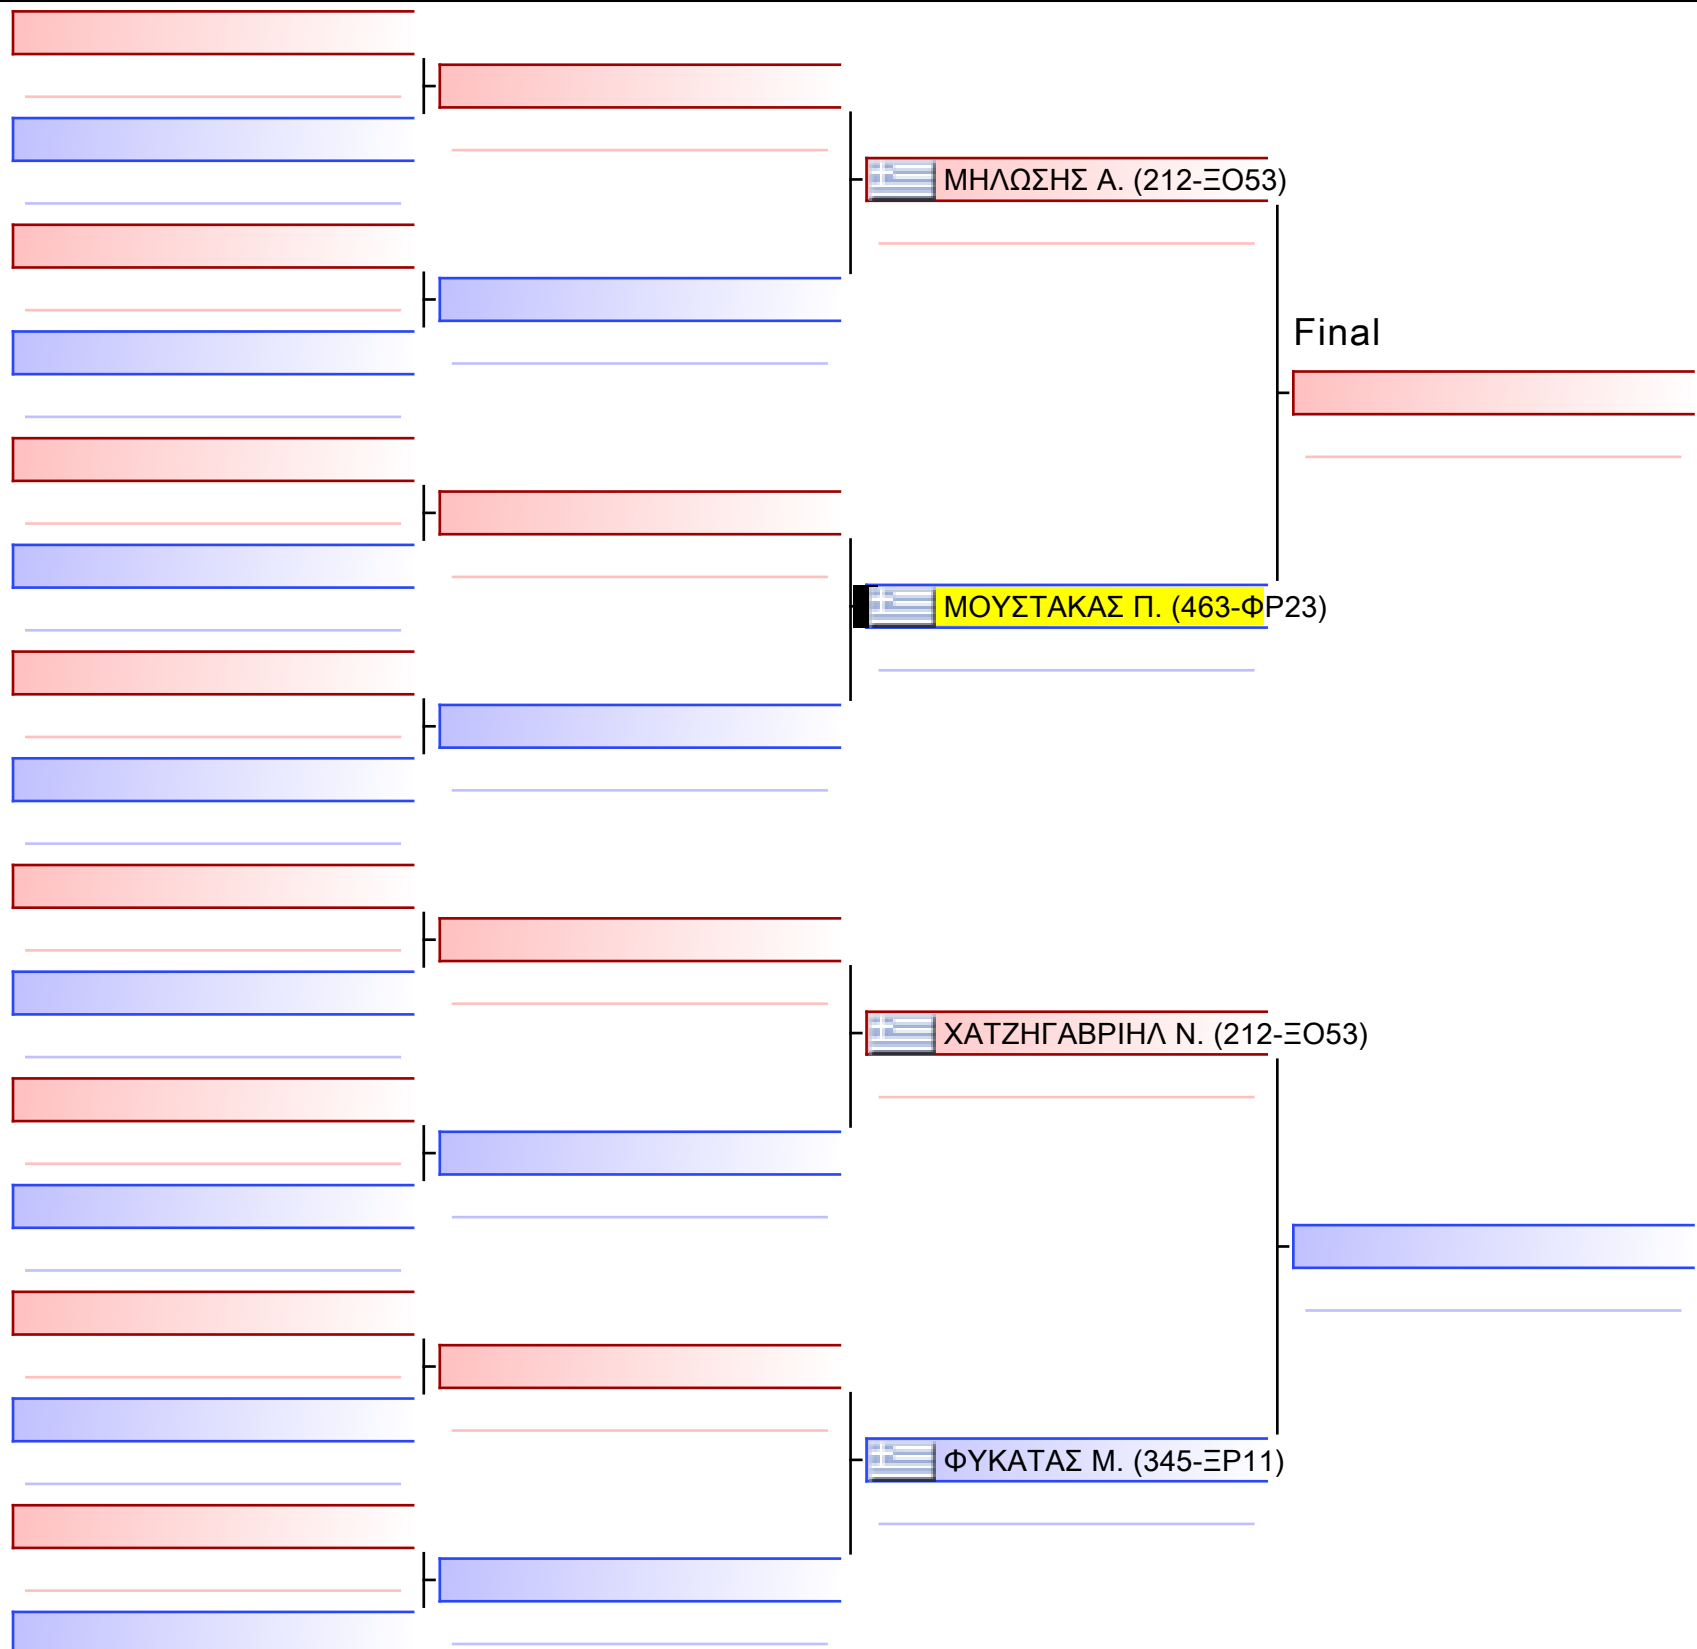 ΜΗΛΩΣΗΣ Α. (212-ΞΟ53)
Final
ΜΟΥΣΤΑΚΑΣ Π. (463-ΦΡ23)
ΧΑΤΖΗΓΑΒΡΙΗΛ Ν. (212-ΞΟ53)
ΦΥΚΑΤΑΣ Μ. (345-ΞΡ11)